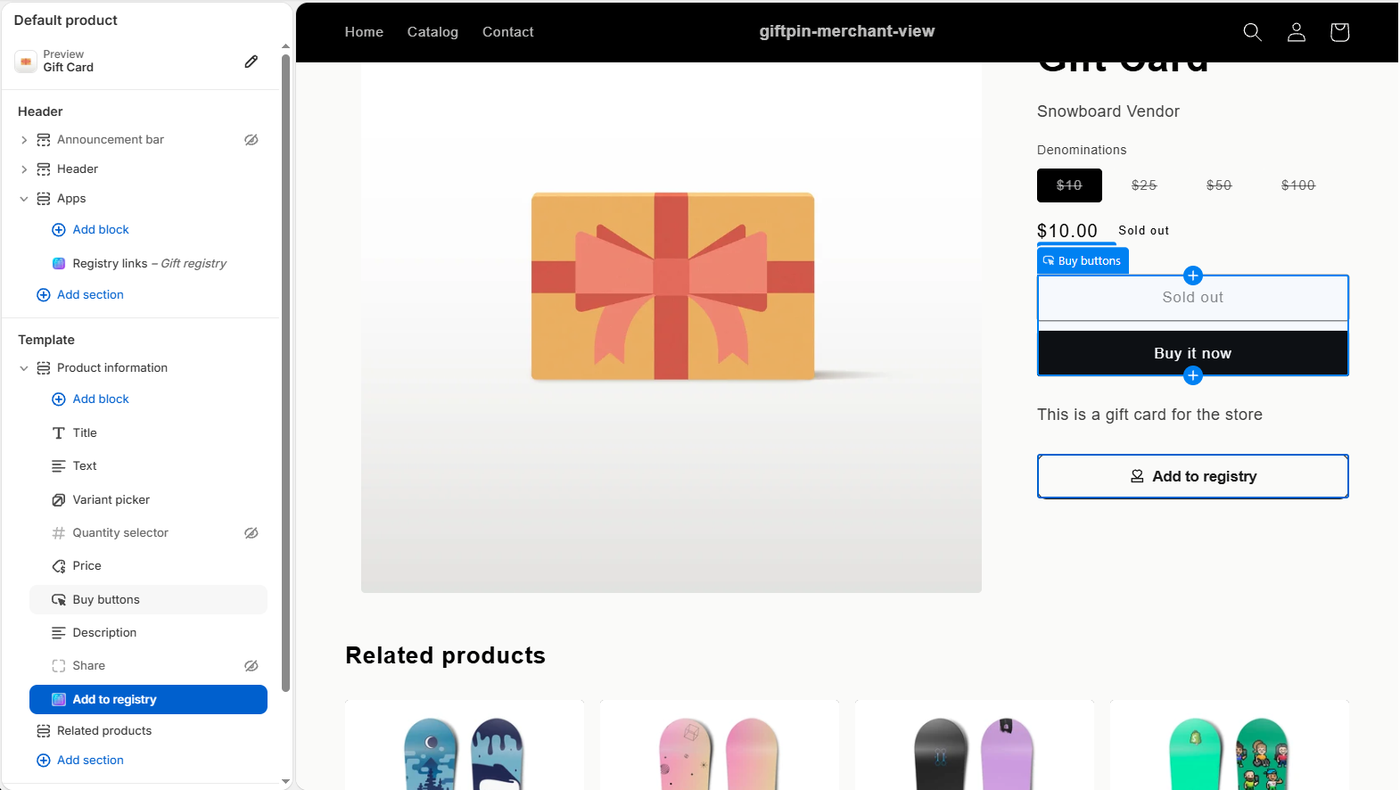 Default product
Preview
Gift Card
Header
Announcement bar
Header
Apps
Add block
Registry links – Gift registry
Add section
Template
Product information
Add block
Title
Text
Variant picker
Quantity selector
Price
Buy buttons
Description
Share
Add to registry
Related products
Add section
Home Catalog Contact
giftpin-merchant-view
Gift Card
Snowboard Vendor
Denominations
$10 $25 $50 $100
$10.00 Sold out
Buy buttons
Sold out
Buy it now
This is a gift card for the store
Add to registry
Related products